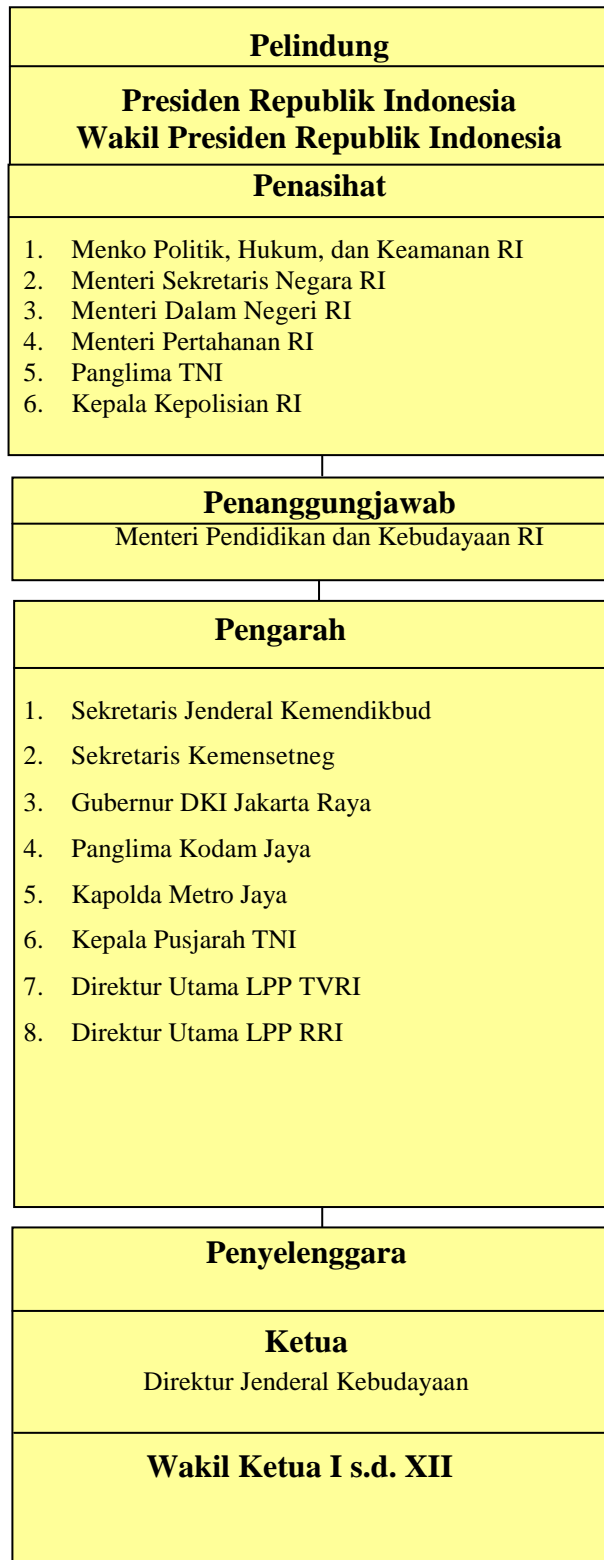 Pelindung
Presiden Republik Indonesia
Wakil Presiden Republik Indonesia
Penasihat
1. Menko Politik, Hukum, dan Keamanan RI
2. Menteri Sekretaris Negara RI
3. Menteri Dalam Negeri RI
4. Menteri Pertahanan RI
5. Panglima TNI
6. Kepala Kepolisian RI
Penanggungjawab
Menteri Pendidikan dan Kebudayaan RI
Pengarah
1. Sekretaris Jenderal Kemendikbud
2. Sekretaris Kemensetneg
3. Gubernur DKI Jakarta Raya
4. Panglima Kodam Jaya
5. Kapolda Metro Jaya
6. Kepala Pusjarah TNI
7. Direktur Utama LPP TVRI
8. Direktur Utama LPP RRI
Penyelenggara
Ketua
Direktur Jenderal Kebudayaan
Wakil Ketua I s.d. XII